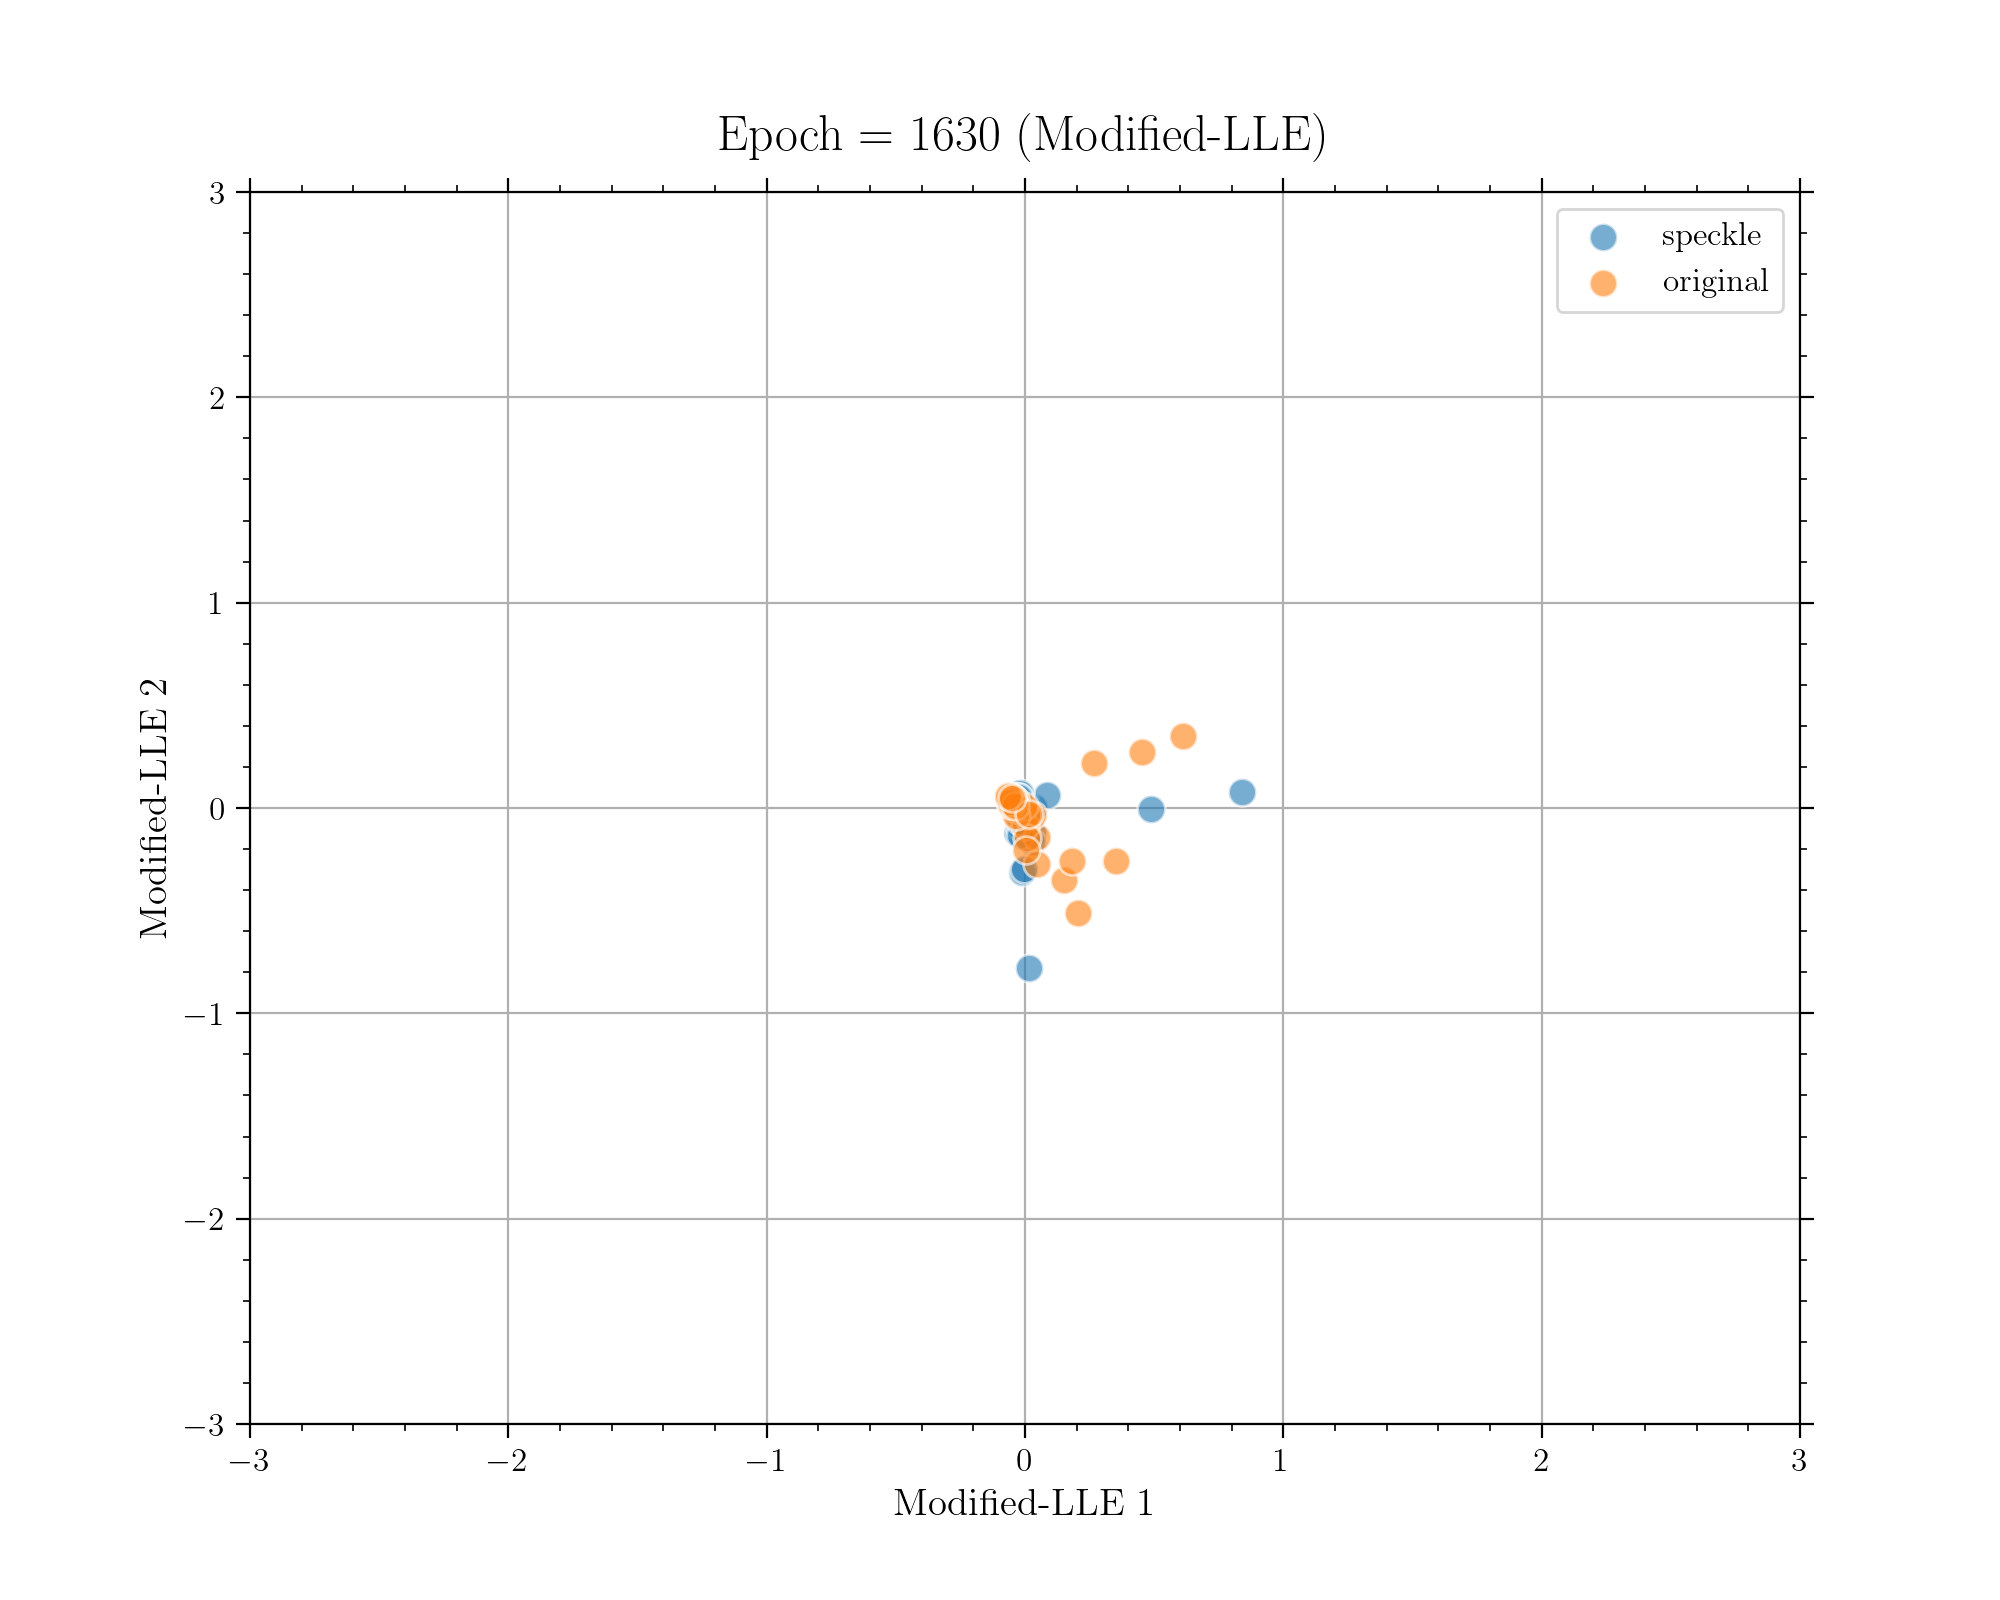 Epoch = 1630 (Modified-LLE)
speckle
original
3
2
1
0
−1
−2
−3
Modified-LLE 2
−3 −2 −1 0 1 2 3
Modified-LLE 1